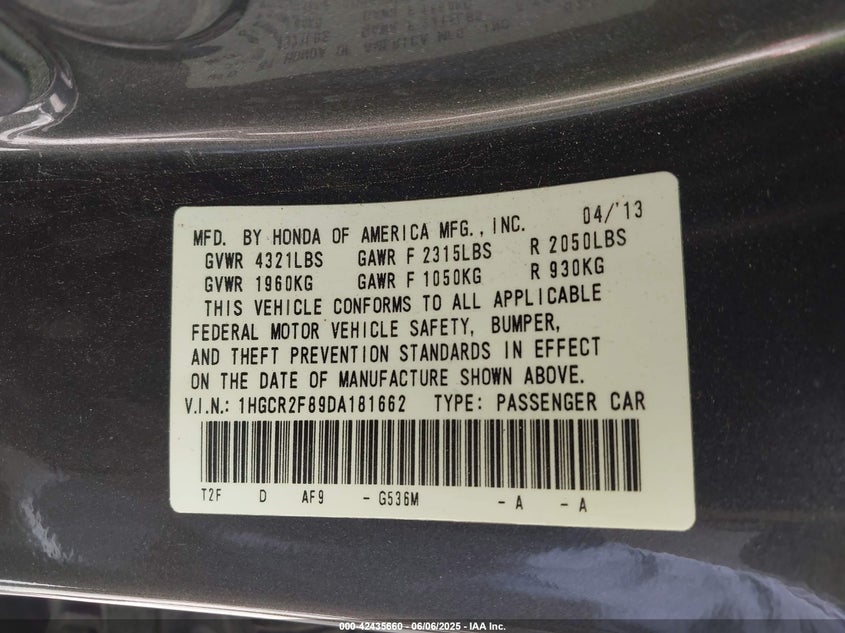 MFD. BY HONDA OF AMERICA MFG., INC. 04/'13
GVWR 4321LBS GAWR F 2315LBS R 2050LBS
GVWR 1960KG GAWR F 1050KG R 930KG
THIS VEHICLE CONFORMS TO ALL APPLICABLE
FEDERAL MOTOR VEHICLE SAFETY, BUMPER,
AND THEFT PREVENTION STANDARDS IN EFFECT
ON THE DATE OF MANUFACTURE SHOWN ABOVE.
V.I.N.: 1HGCR2F89DA181662 TYPE: PASSENGER CAR
T2F D AF9 - G536M - A - A
000-42435660 - 06/06/2025 - IAA Inc.